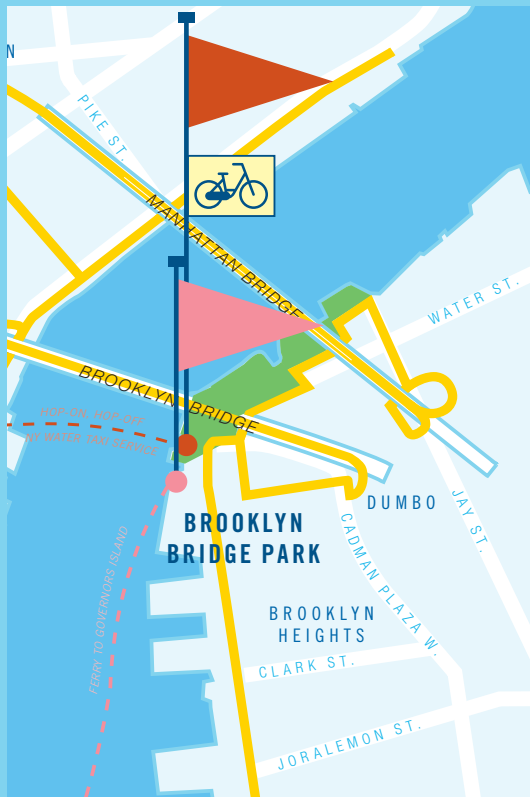 N
PIKE ST.
MANHATTAN BRIDGE
WATER ST.
BROOKLYN BRIDGE
HOP ON, HOP OFF
NY WATER TAXI SERVICE
DUMBO
JAY ST.
BROOKLYN
BRIDGE PARK
CADMAN PLAZA W.
FERRY TO GOVERNORS ISLAND
BROOKLYN
HEIGHTS
CLARK ST.
JORALEMON ST.